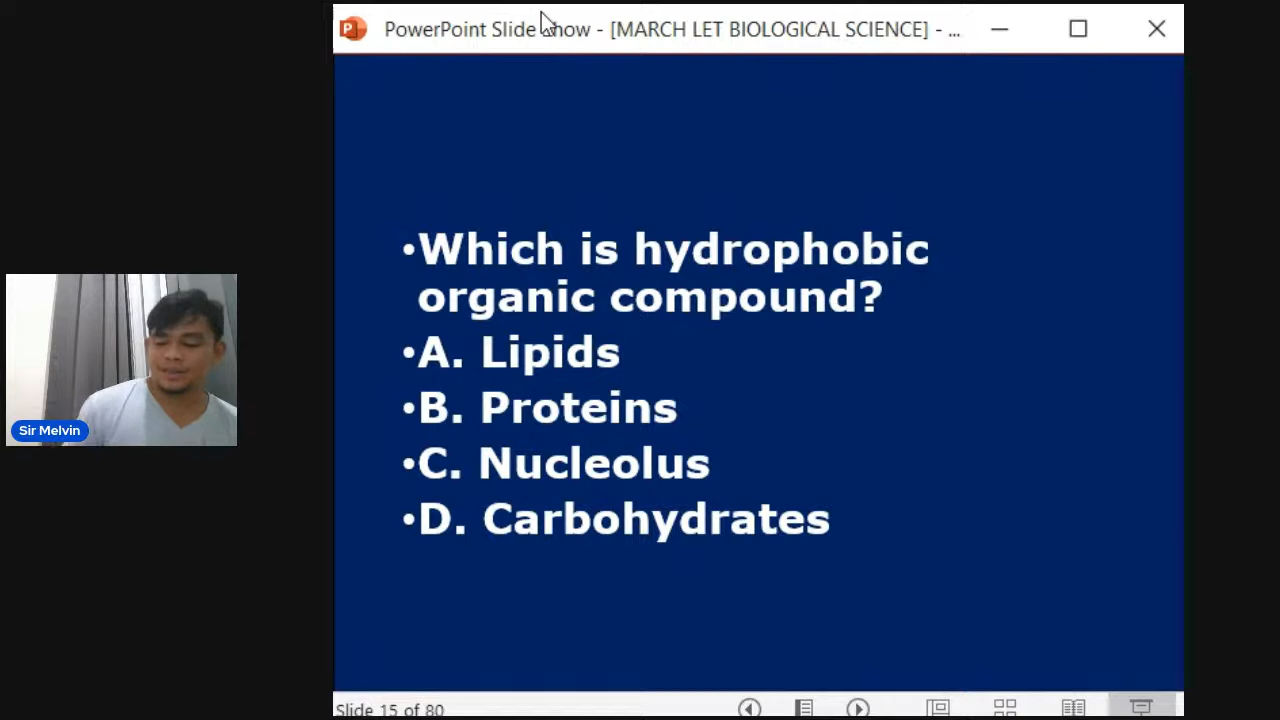 PowerPoint Slide Show - [MARCH LET BIOLOGICAL SCIENCE] - ...
•Which is hydrophobic
organic compound?
•A. Lipids
•B. Proteins
•C. Nucleolus
•D. Carbohydrates
Sir Melvin
Slide 15 of 80